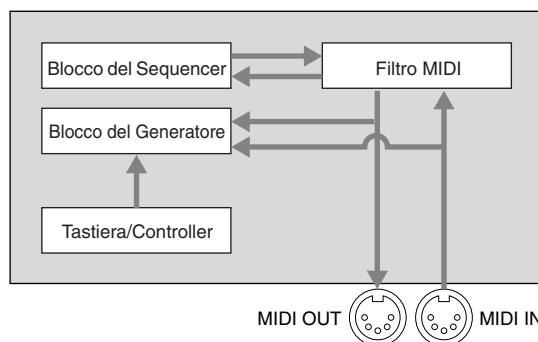 Blocco del Sequencer
Filtro MIDI
Blocco del Generatore
Tastiera/Controller
MIDI OUT
MIDI IN